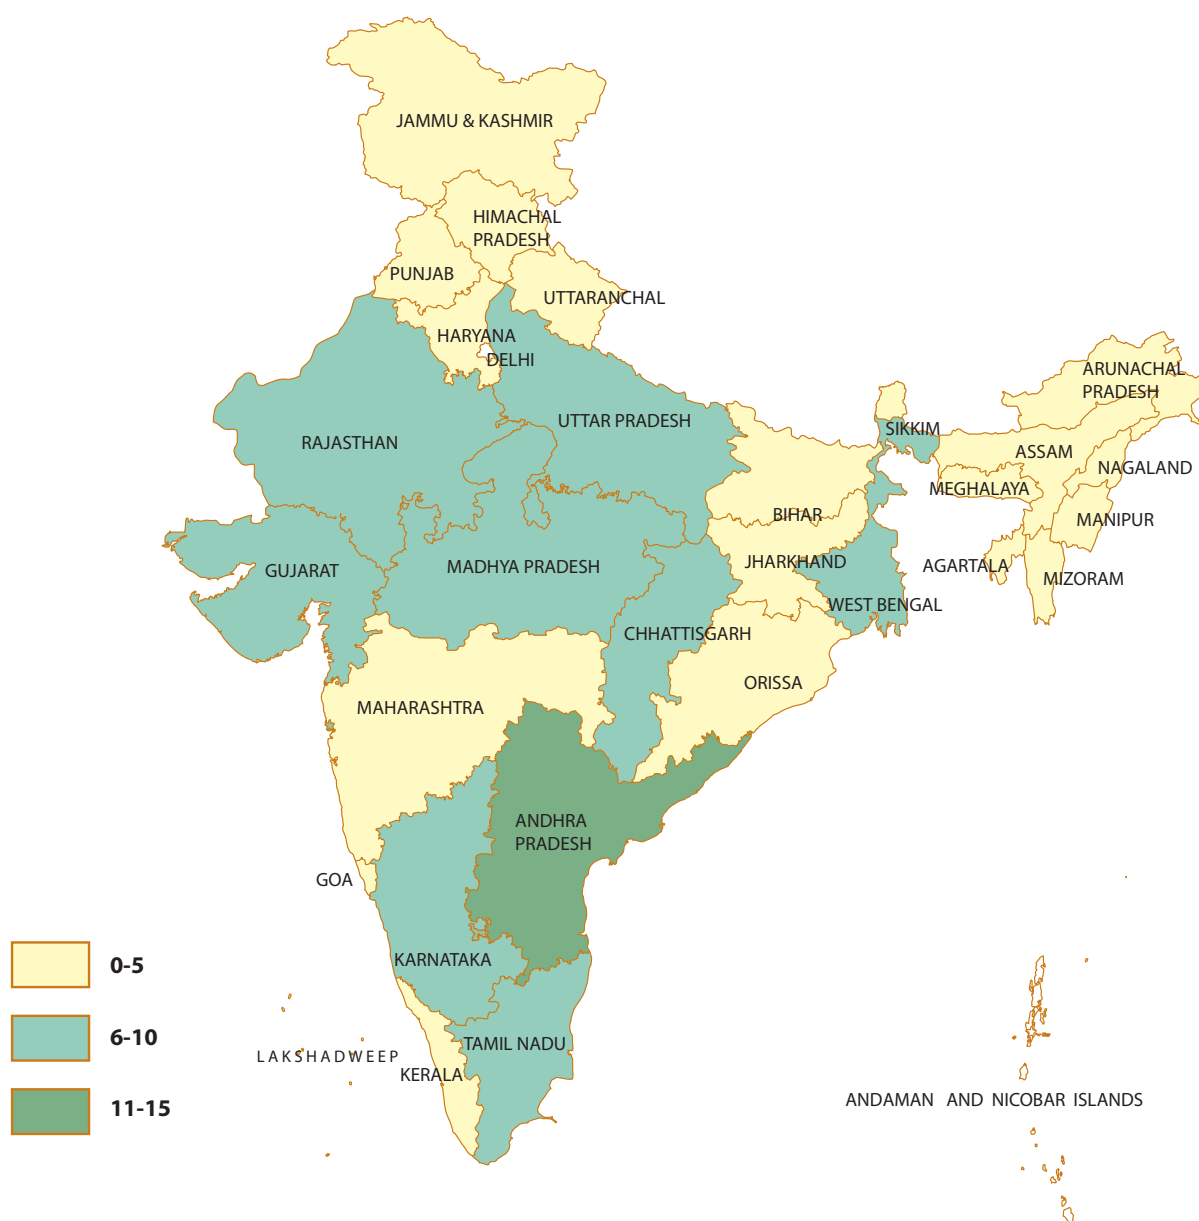 JAMMU & KASHMIR
HIMACHAL
PRADESH
PUNJAB
UTTARANCHAL
HARYANA
DELHI
ARUNACHAL
PRADESH
UTTAR PRADESH
SIKKIM
RAJASTHAN
ASSAM
NAGALAND
MEGHALAYA
BIHAR
MANIPUR
JHARKHAND
AGARTALA
MADHYA PRADESH
GUJARAT
MIZORAM
WEST BENGAL
CHHATTISGARH
ORISSA
MAHARASHTRA
ANDHRA
PRADESH
GOA
KARNATAKA
0-5
6-10
TAMIL NADU
LAKSHADWEEP
KERALA
ANDAMAN AND NICOBAR ISLANDS
11-15